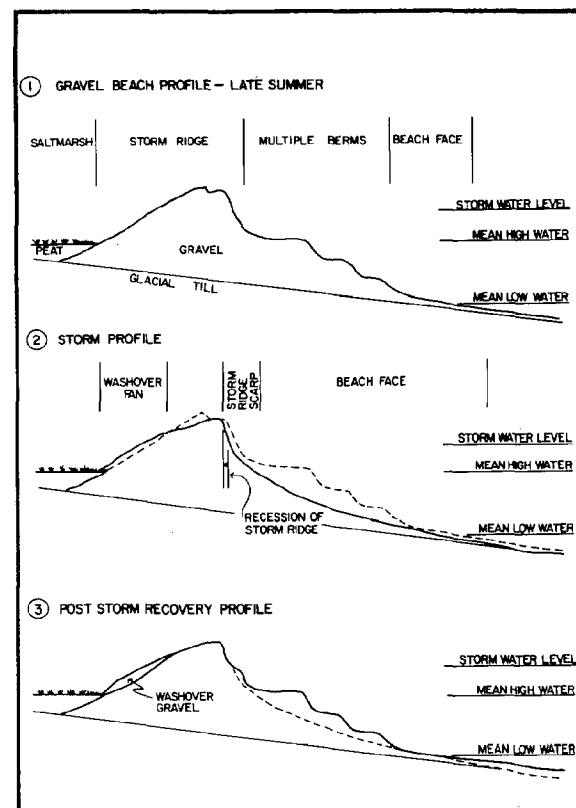 ① GRAVEL BEACH PROFILE — LATE SUMMER
SALTMARSH STORM RIDGE MULTIPLE BERMS BEACH FACE
STORM WATER LEVEL
MEAN HIGH WATER
PEAT
GRAVEL
GLACIAL TILL
MEAN LOW WATER
② STORM PROFILE
WASHOVER
FAN
STORM
RIDGE
SCARP
BEACH FACE
STORM WATER LEVEL
MEAN HIGH WATER
RECESSION OF
STORM RIDGE
MEAN LOW WATER
③ POST STORM RECOVERY PROFILE
STORM WATER LEVEL
MEAN HIGH WATER
WASHOVER
GRAVEL
MEAN LOW WATER